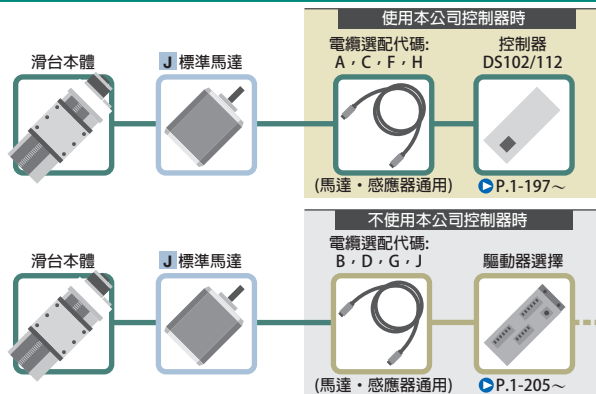 使用本公司控制器時
滑台本體
J 標準馬達
電纜選配代碼:
A,C,F,H
控制器
DS102/112
(馬達・感應器通用)
P.1-197~
不使用本公司控制器時
滑台本體
J 標準馬達
電纜選配代碼:
B,D,G,J
驅動器選擇
(馬達・感應器通用)
P.1-205~